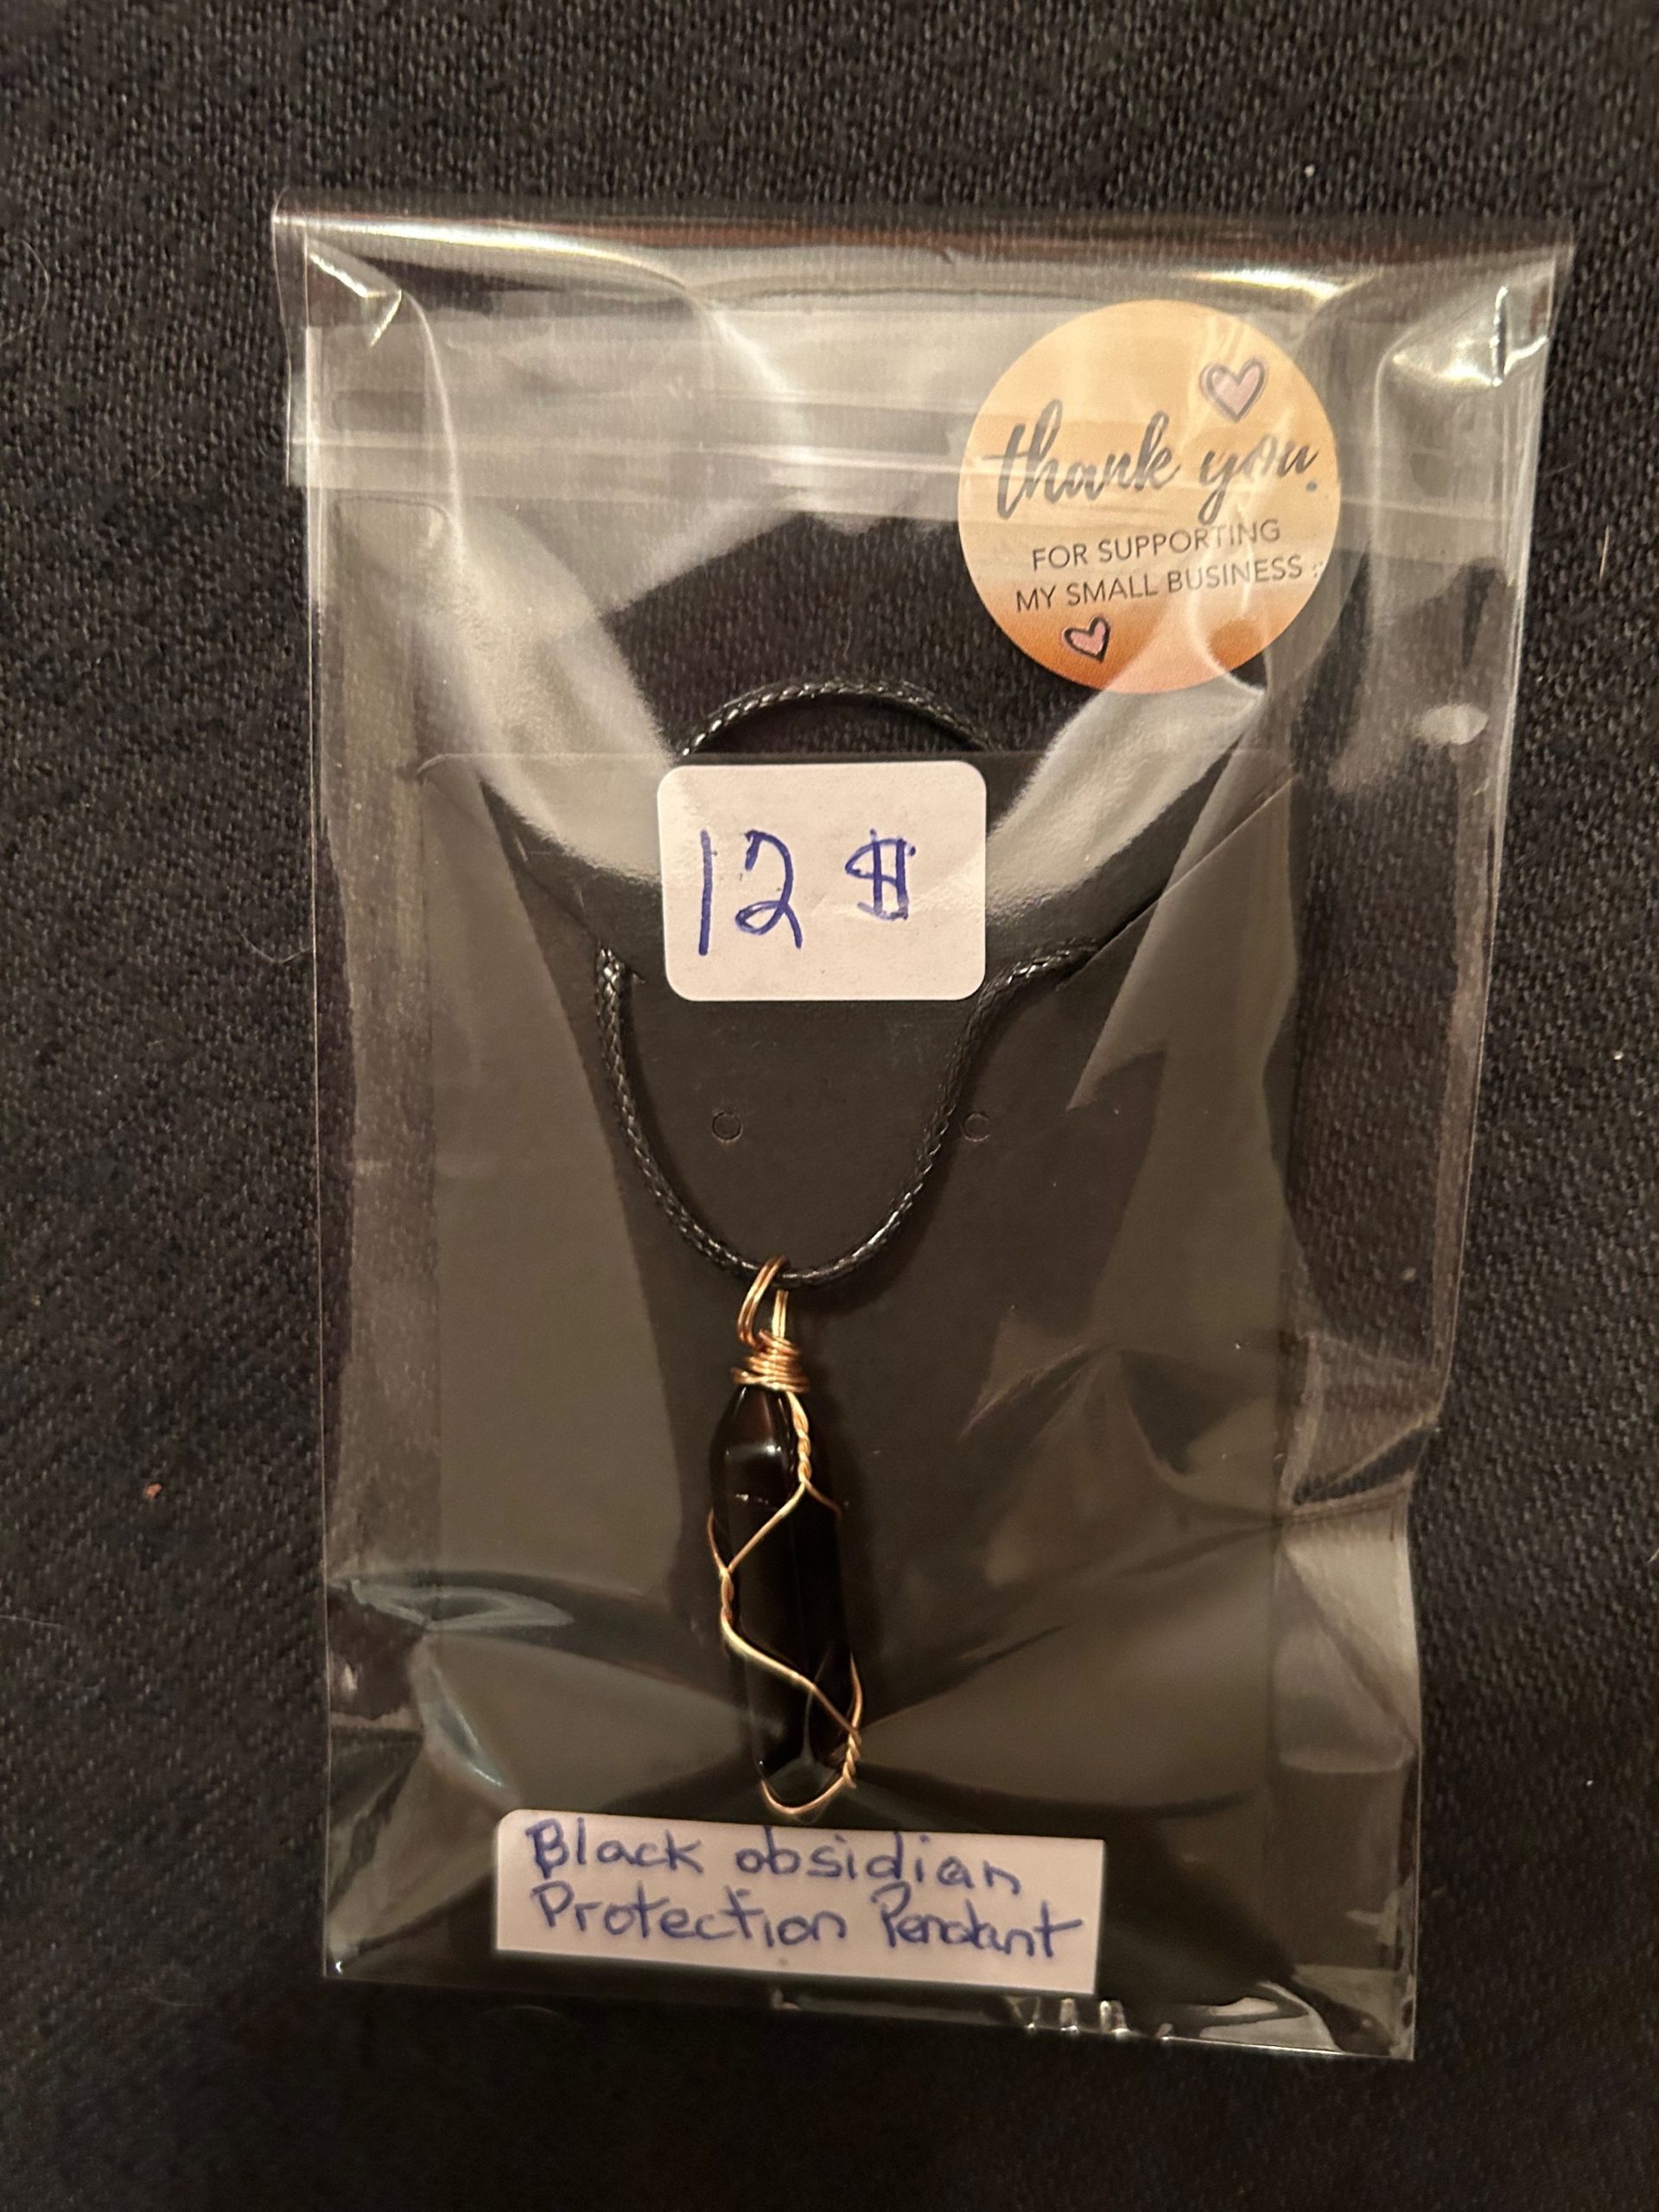 thank you.
FOR SUPPORTING
MY SMALL BUSINESS :
12 $
Black obsidian
Protection Pendant